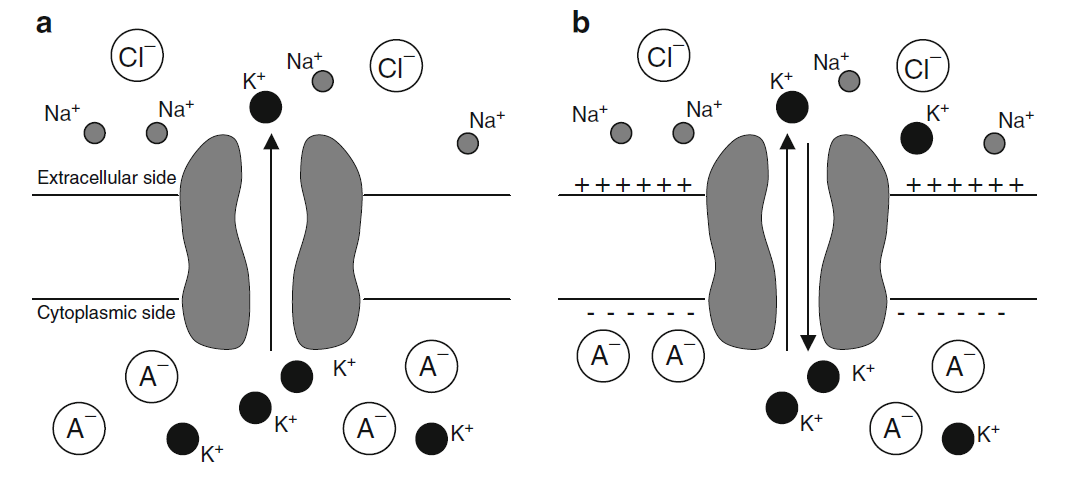 a
Cl⁻
Na⁺
K⁺
Cl⁻
Na⁺
Na⁺
Na⁺
Extracellular side
Cytoplasmic side
A⁻
K⁺
A⁻
A⁻
K⁺
A⁻
K⁺
K⁺
b
Cl⁻
Na⁺
K⁺
Cl⁻
Na⁺
Na⁺
K⁺
Na⁺
++++++
++++++
- - - - - -
- - - - - -
A⁻
A⁻
K⁺
A⁻
K⁺
A⁻
K⁺